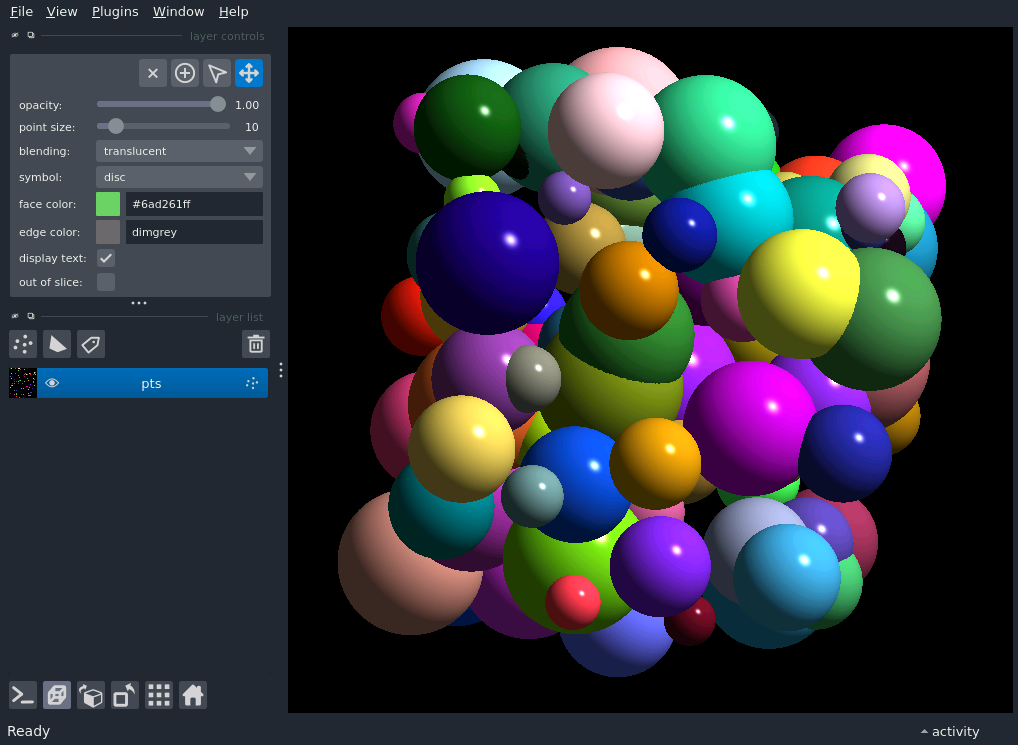 File View Plugins Window Help
layer controls
opacity: 1.00
point size: 10
blending: translucent
symbol: disc
face color: #6ad261ff
edge color: dimgrey
display text:
out of slice:
layer list
pts
Ready
activity